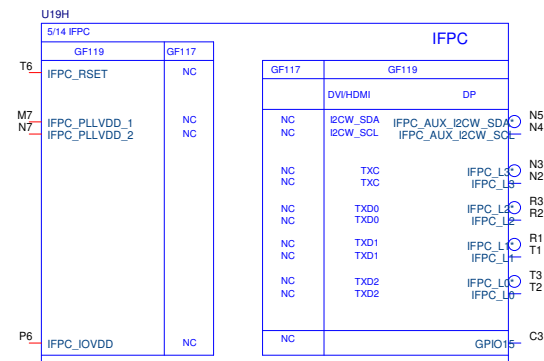 U19H
5/14 IFPC
IFPC
GF119 GF117
GF117 GF119
T6 IFPC_RSET NC
DVI/HDMI DP
M7 IFPC_PLLVDD_1 NC
N7 IFPC_PLLVDD_2 NC
NC I2CW_SDA IFPC_AUX_I2CW_SDA* N5
NC I2CW_SCL IFPC_AUX_I2CW_SCL N4
NC TXC IFPC_L3* N3
NC TXC IFPC_L3 N2
NC TXD0 IFPC_L2* R3
NC TXD0 IFPC_L2 R2
NC TXD1 IFPC_L1* R1
NC TXD1 IFPC_L1 T1
NC TXD2 IFPC_L0* T3
NC TXD2 IFPC_L0 T2
P6 IFPC_IOVDD NC
NC GPIO15 C3